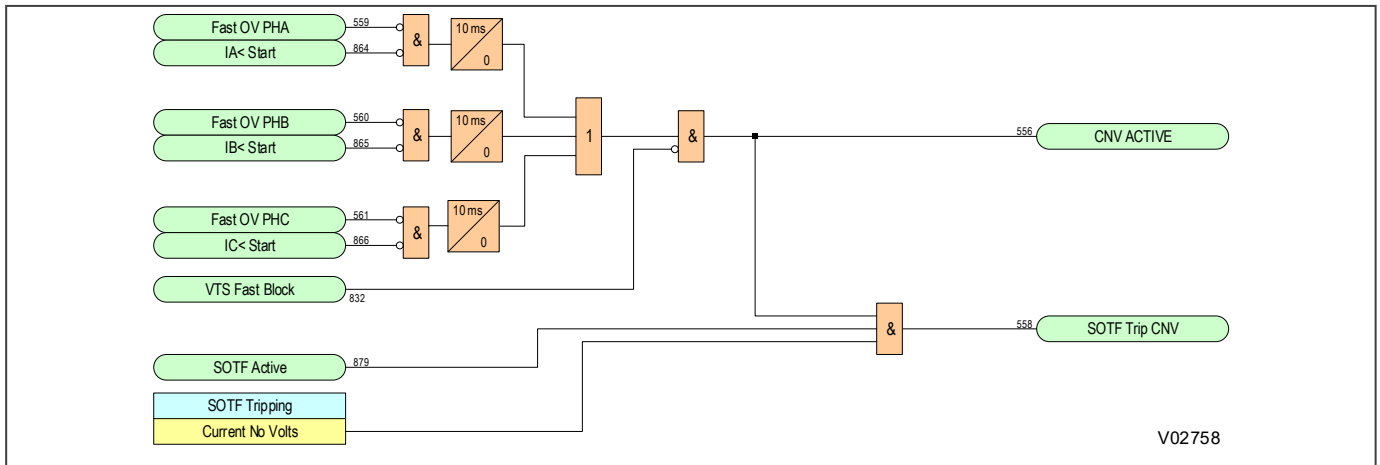 Fast OV PHA 559
IA< Start 864
& 10 ms 0
Fast OV PHB 560
IB< Start 865
& 10 ms 0
1
&
556 CNV ACTIVE
Fast OV PHC 561
IC< Start 866
& 10 ms 0
VTS Fast Block 832
&
558 SOTF Trip CNV
SOTF Active 879
SOTF Tripping
Current No Volts
V02758